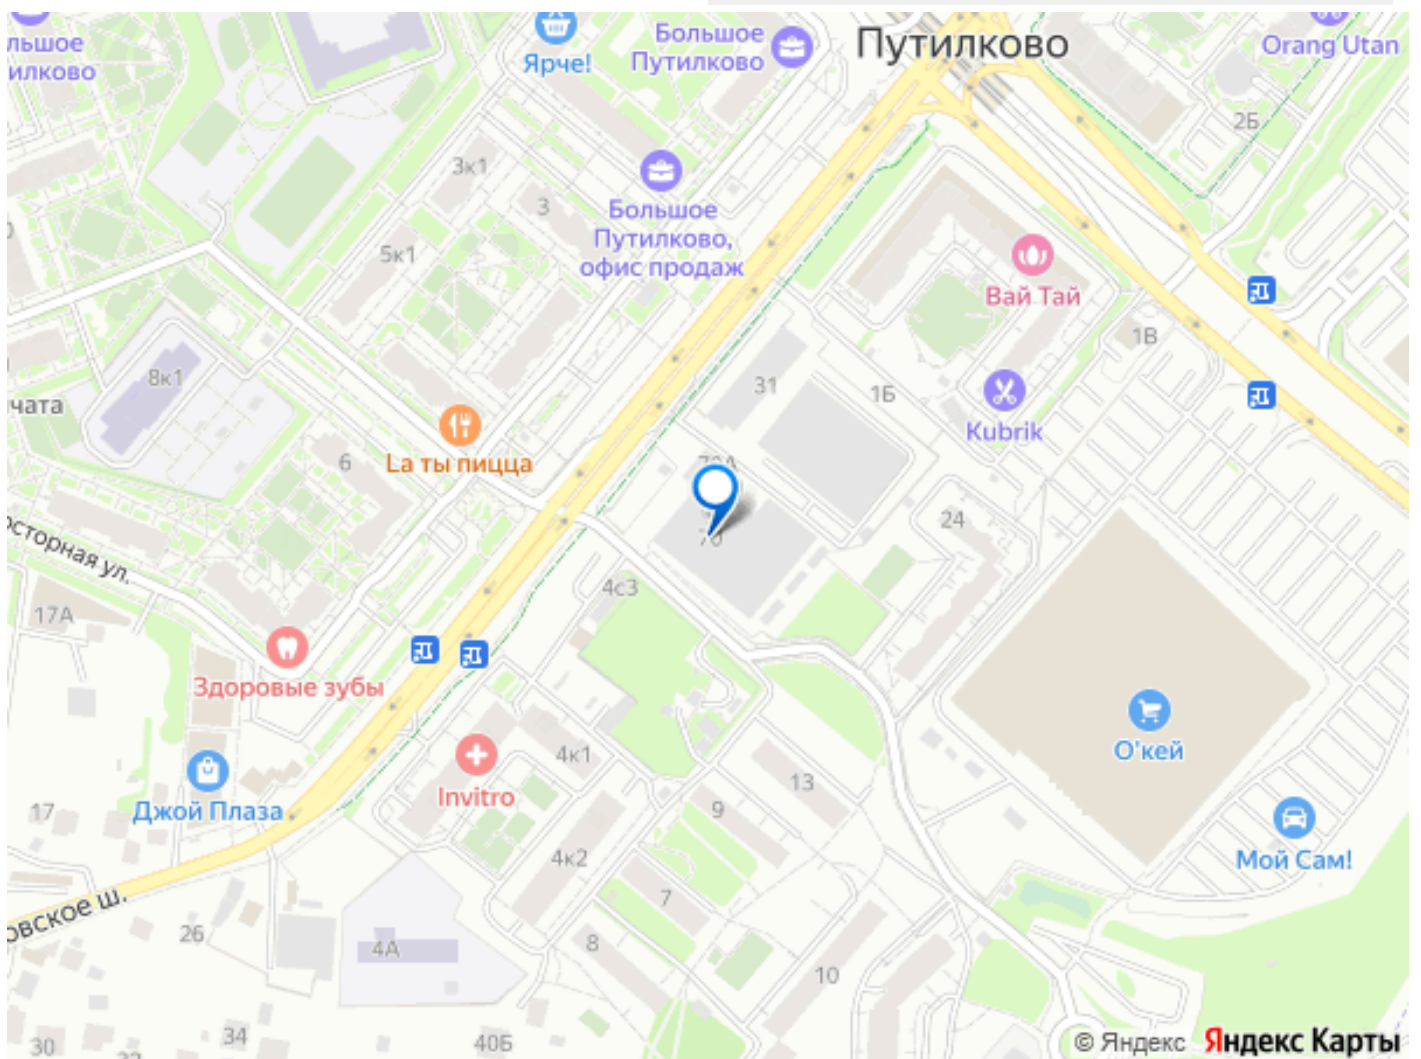 льшое
илково
Ярче!
Большое
Путилково
Путилково
Orang Utan
2Б
3к1
3
Большое
Путилково,
офис продаж
5к1
Вай Тай
1В
8к1
чата
31
1Б
Kubrik
La ты пицца
6
24
осторная ул.
4с3
17А
Здоровые зубы
О'кей
4к1
13
Invitro
Джой Плаза
17
9
4к2
Мой Сам!
7
овское ш.
26
4А
8
10
34
30
40Б
© Яндекс Яндекс Карты